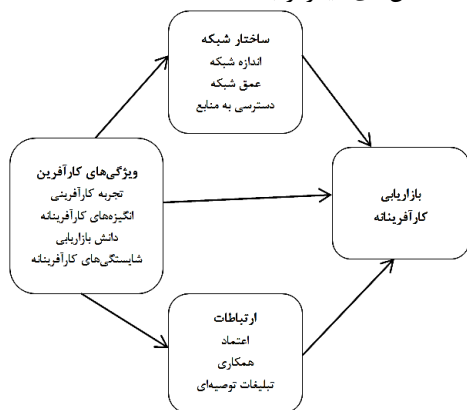 ساختار شبکه
اندازه شبکه
عمق شبکه
دسترسی به منابع
ویژگی‌های کارآفرین
تجربه کارآفرینی
انگیزه‌های کارآفرینانه
دانش بازاریابی
شایستگی‌های کارآفرینانه
بازاریابی
کارآفرینانه
ارتباطات
اعتماد
همکاری
تبلیغات توصیه‌ای